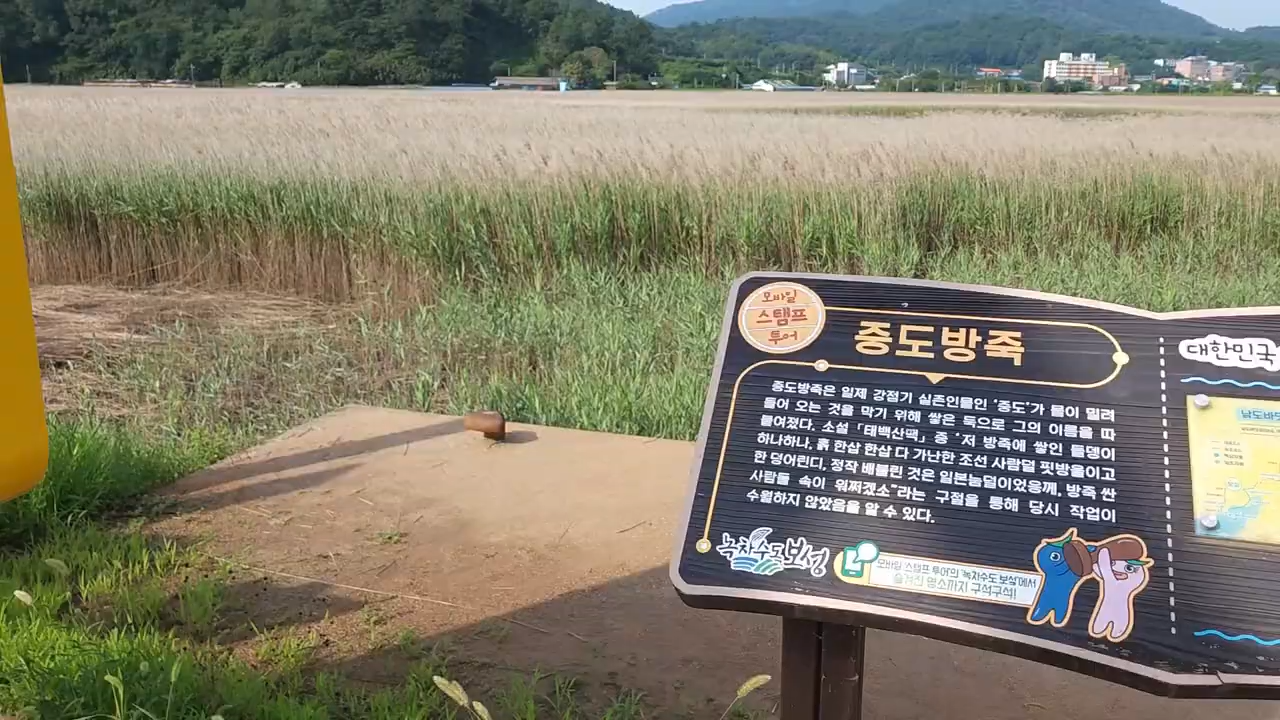 모바일
스탬프
투어
중도방죽
중도방죽은 일제 강점기 실존인물인 '중도'가 물이 밀려
들어 오는 것을 막기 위해 쌓은 둑으로 그의 이름을 따
붙여졌다. 소설 「태백산맥」 중 "저 방죽에 쌓인 돌뎅이
하나하나, 흙 한삽 한삽 다 가난한 조선 사람덜 핏방울이고
한 덩어린디, 정작 배불린 것은 일본눔덜이었응께, 방죽 싼
사람들 속이 워쩌겠소"라는 구절을 통해 당시 작업이
수월하지 않았음을 알 수 있다.
녹차수도보성
모바일 '스탬프 투어'의 '녹차수도 보성'에서
숨겨진 명소까지 구석구석!
대한민국